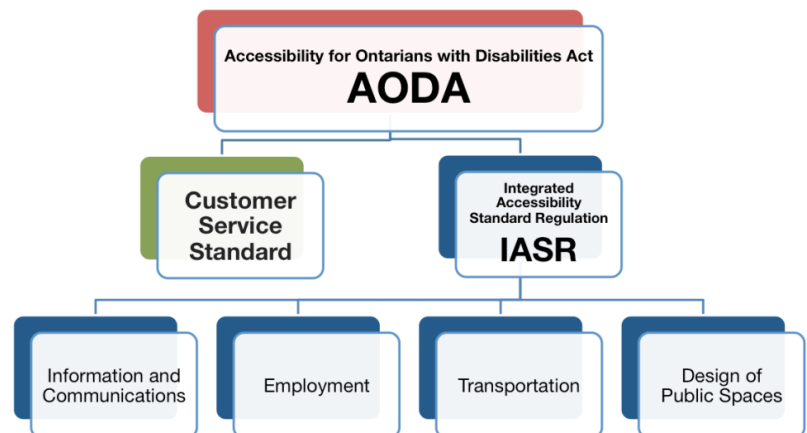 Accessibility for Ontarians with Disabilities Act
AODA
Customer
Service
Standard
Integrated
Accessibility
Standard Regulation
IASR
Information and
Communications
Employment
Transportation
Design of
Public Spaces